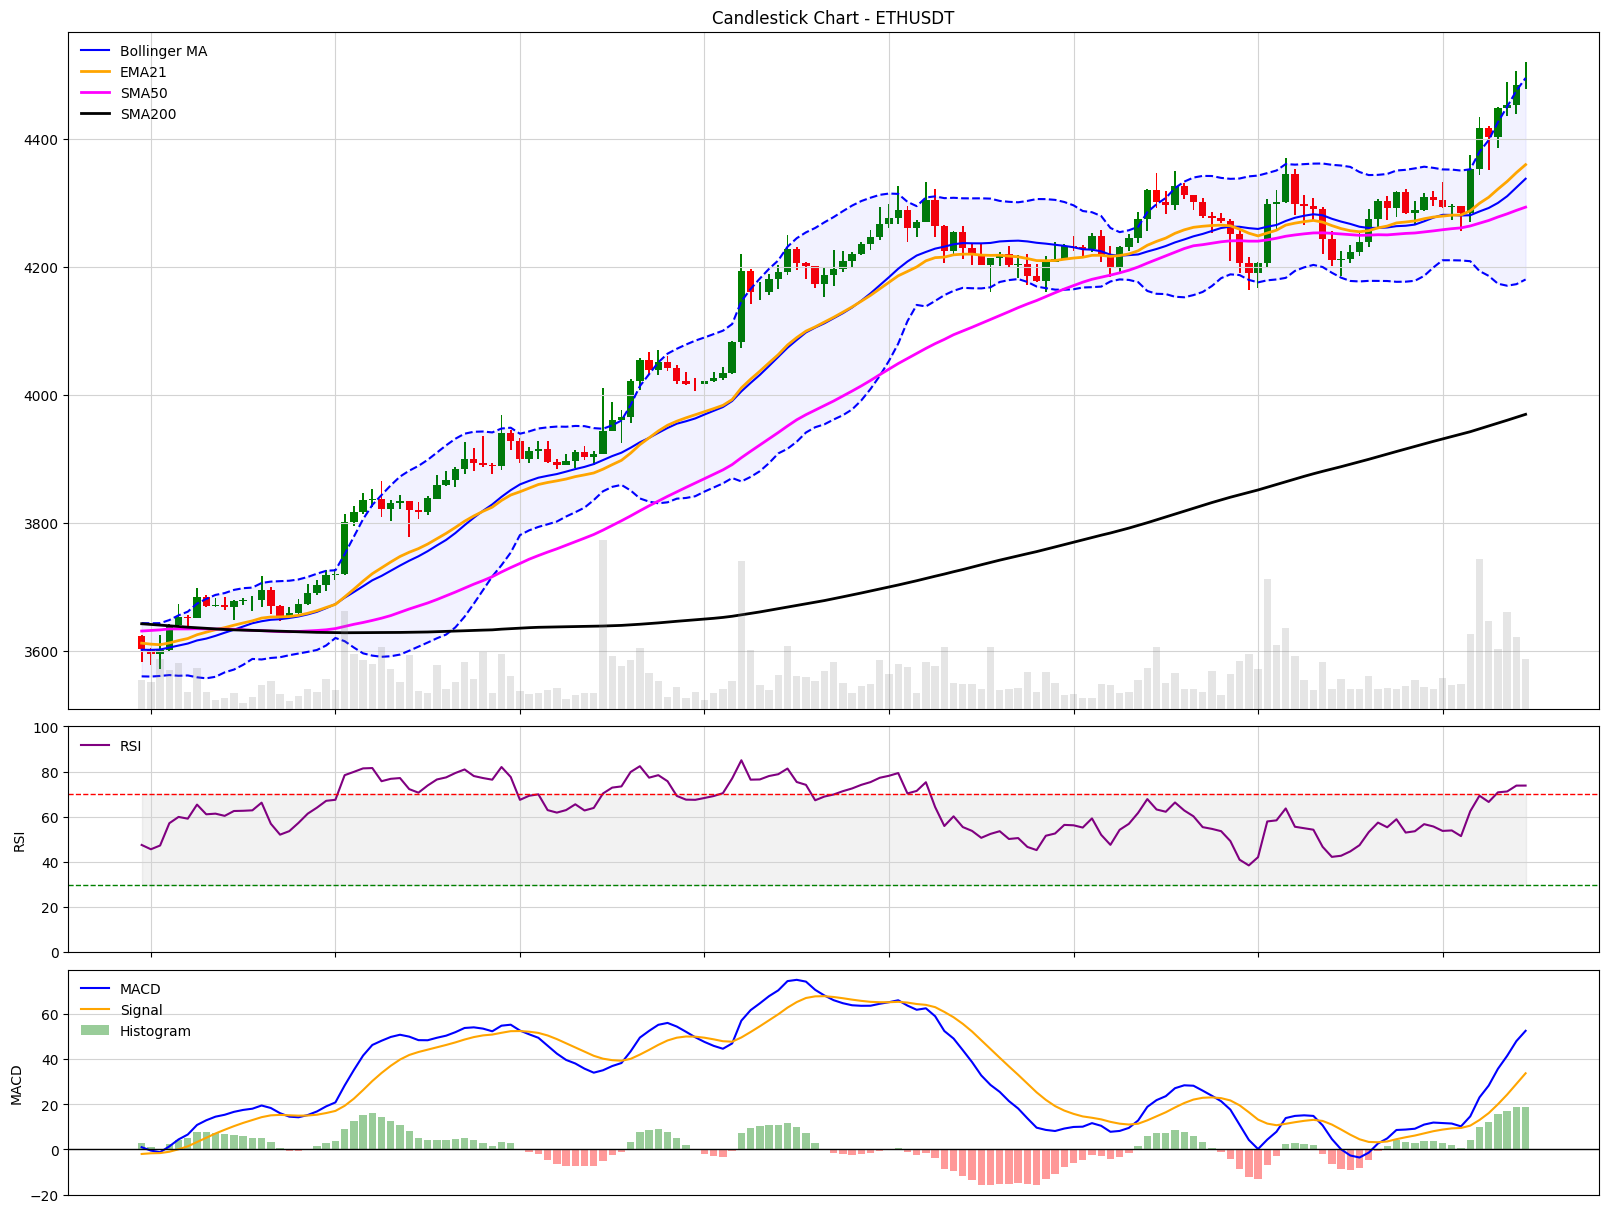 Candlestick Chart - ETHUSDT
Bollinger MA
EMA21
SMA50
SMA200
4400
4200
4000
3800
3600
RSI
100
80
60
40
20
0
RSI
MACD
Signal
Histogram
60
40
20
0
−20
MACD